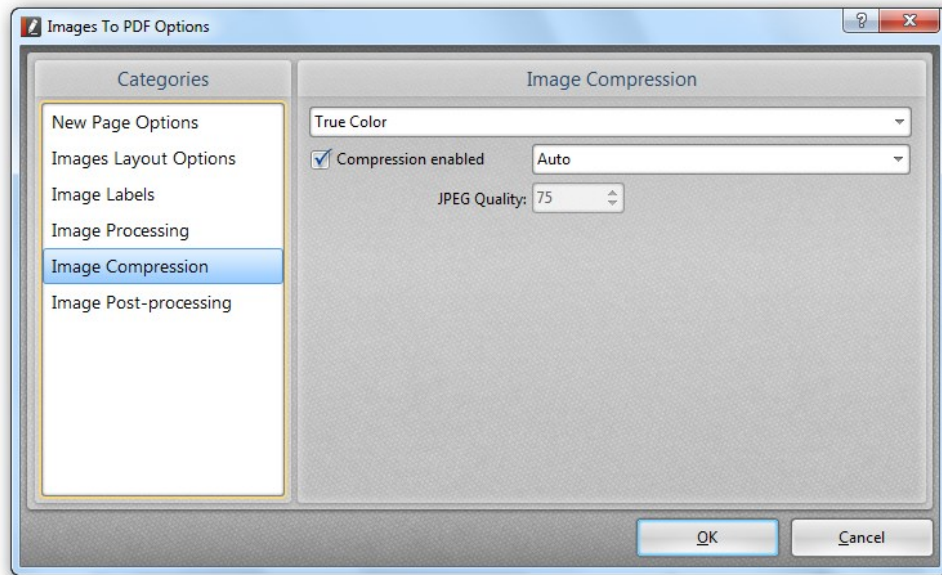 Images To PDF Options
Categories
New Page Options
Images Layout Options
Image Labels
Image Processing
Image Compression
Image Post-processing
Image Compression
True Color
Compression enabled Auto
JPEG Quality: 75
OK Cancel